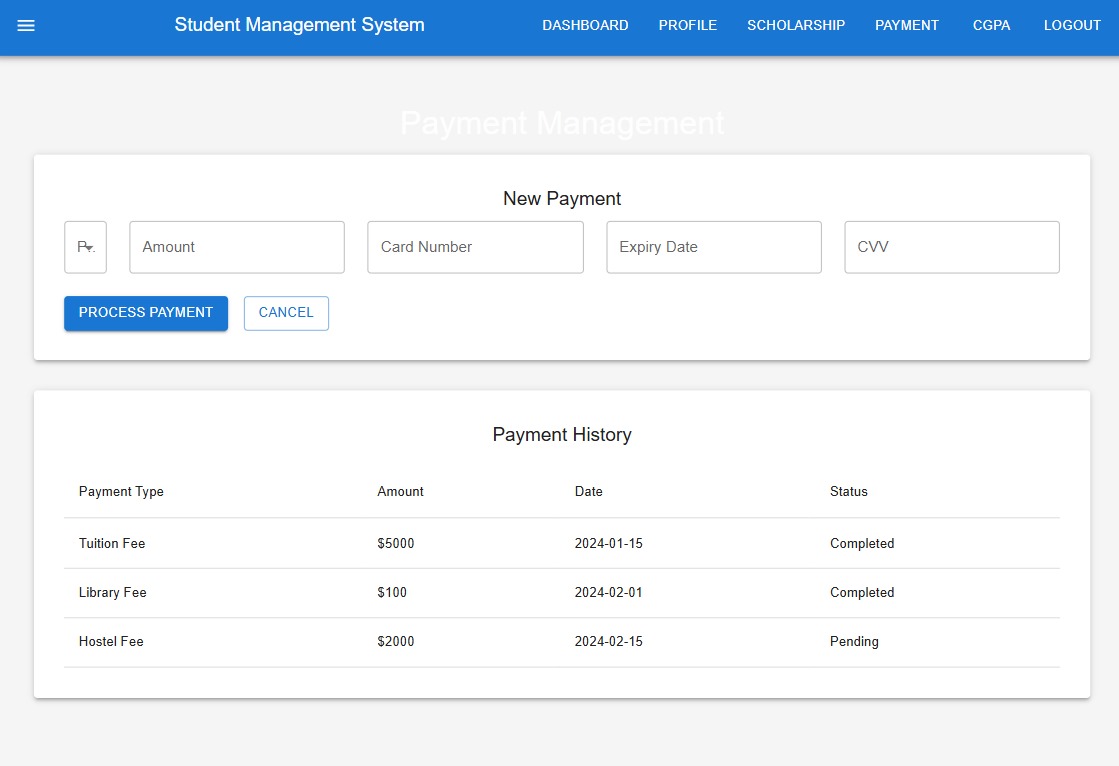 Student Management System DASHBOARD PROFILE SCHOLARSHIP PAYMENT CGPA LOGOUT
Payment Management
New Payment
P... Amount Card Number Expiry Date CVV
PROCESS PAYMENT CANCEL
Payment History
Payment Type Amount Date Status
Tuition Fee $5000 2024-01-15 Completed
Library Fee $100 2024-02-01 Completed
Hostel Fee $2000 2024-02-15 Pending